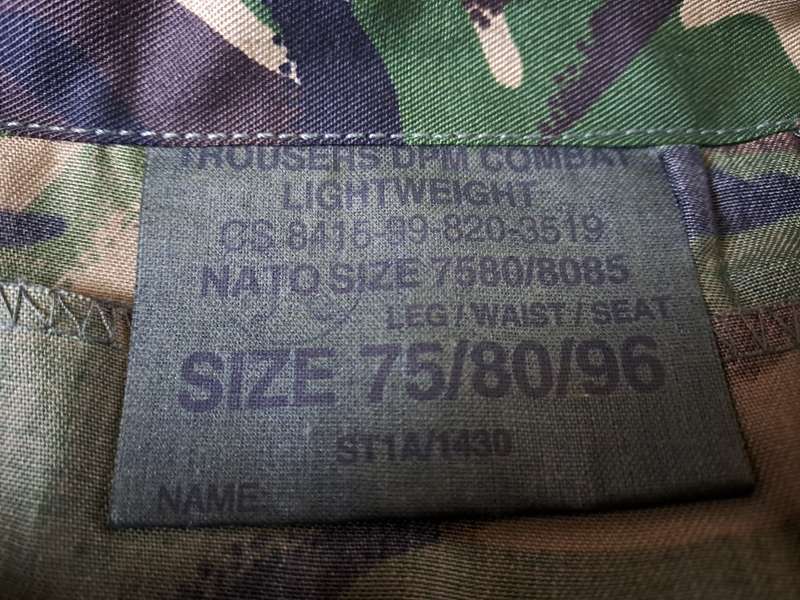 TROUSERS DPM COMBAT
LIGHTWEIGHT
CS 8415-99-820-3519
NATO SIZE 7580/8085
LEG/WAIST/SEAT
SIZE 75/80/96
ST1A/1430
NAME: